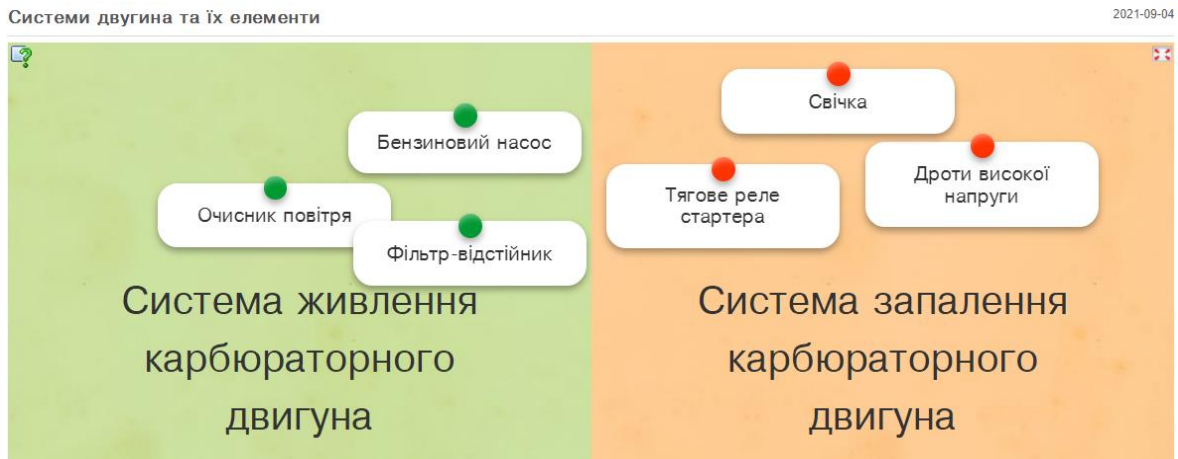 Системи двугина та їх елементи
2021-09-04
Бензиновий насос
Очисник повітря
Фільтр-відстійник
Система живлення
карбюраторного
двигуна
Свічка
Дроти високої
напруги
Тягове реле
стартера
Система запалення
карбюраторного
двигуна